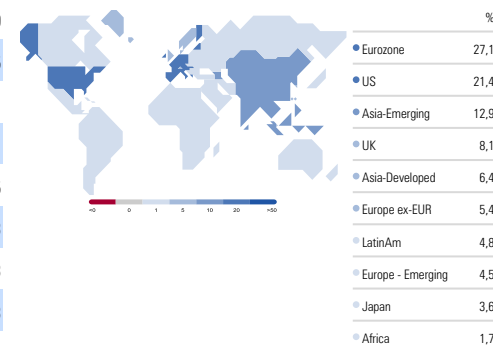 %
Eurozone 27,1
US 21,4
Asia-Emerging 12,9
UK 8,1
Asia-Developed 6,4
Europe ex-EUR 5,4
LatinAm 4,8
Europe - Emerging 4,5
Japan 3,6
Africa 1,7
<0 0 1 5 10 20 >50